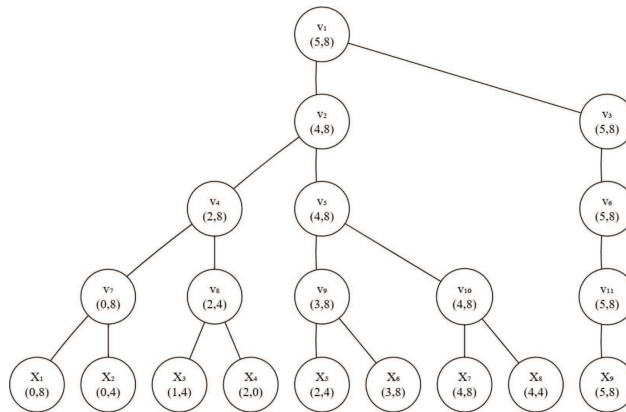 v₁
(5,8)
v₂
(4,8)
v₃
(5,8)
v₄
(2,8)
v₅
(4,8)
v₆
(5,8)
v₇
(0,8)
v₈
(2,4)
v₉
(3,8)
v₁₀
(4,8)
v₁₁
(5,8)
X₁
(0,8)
X₂
(0,4)
X₃
(1,4)
X₄
(2,0)
X₅
(2,4)
X₆
(3,8)
X₇
(4,8)
X₈
(4,4)
X₉
(5,8)